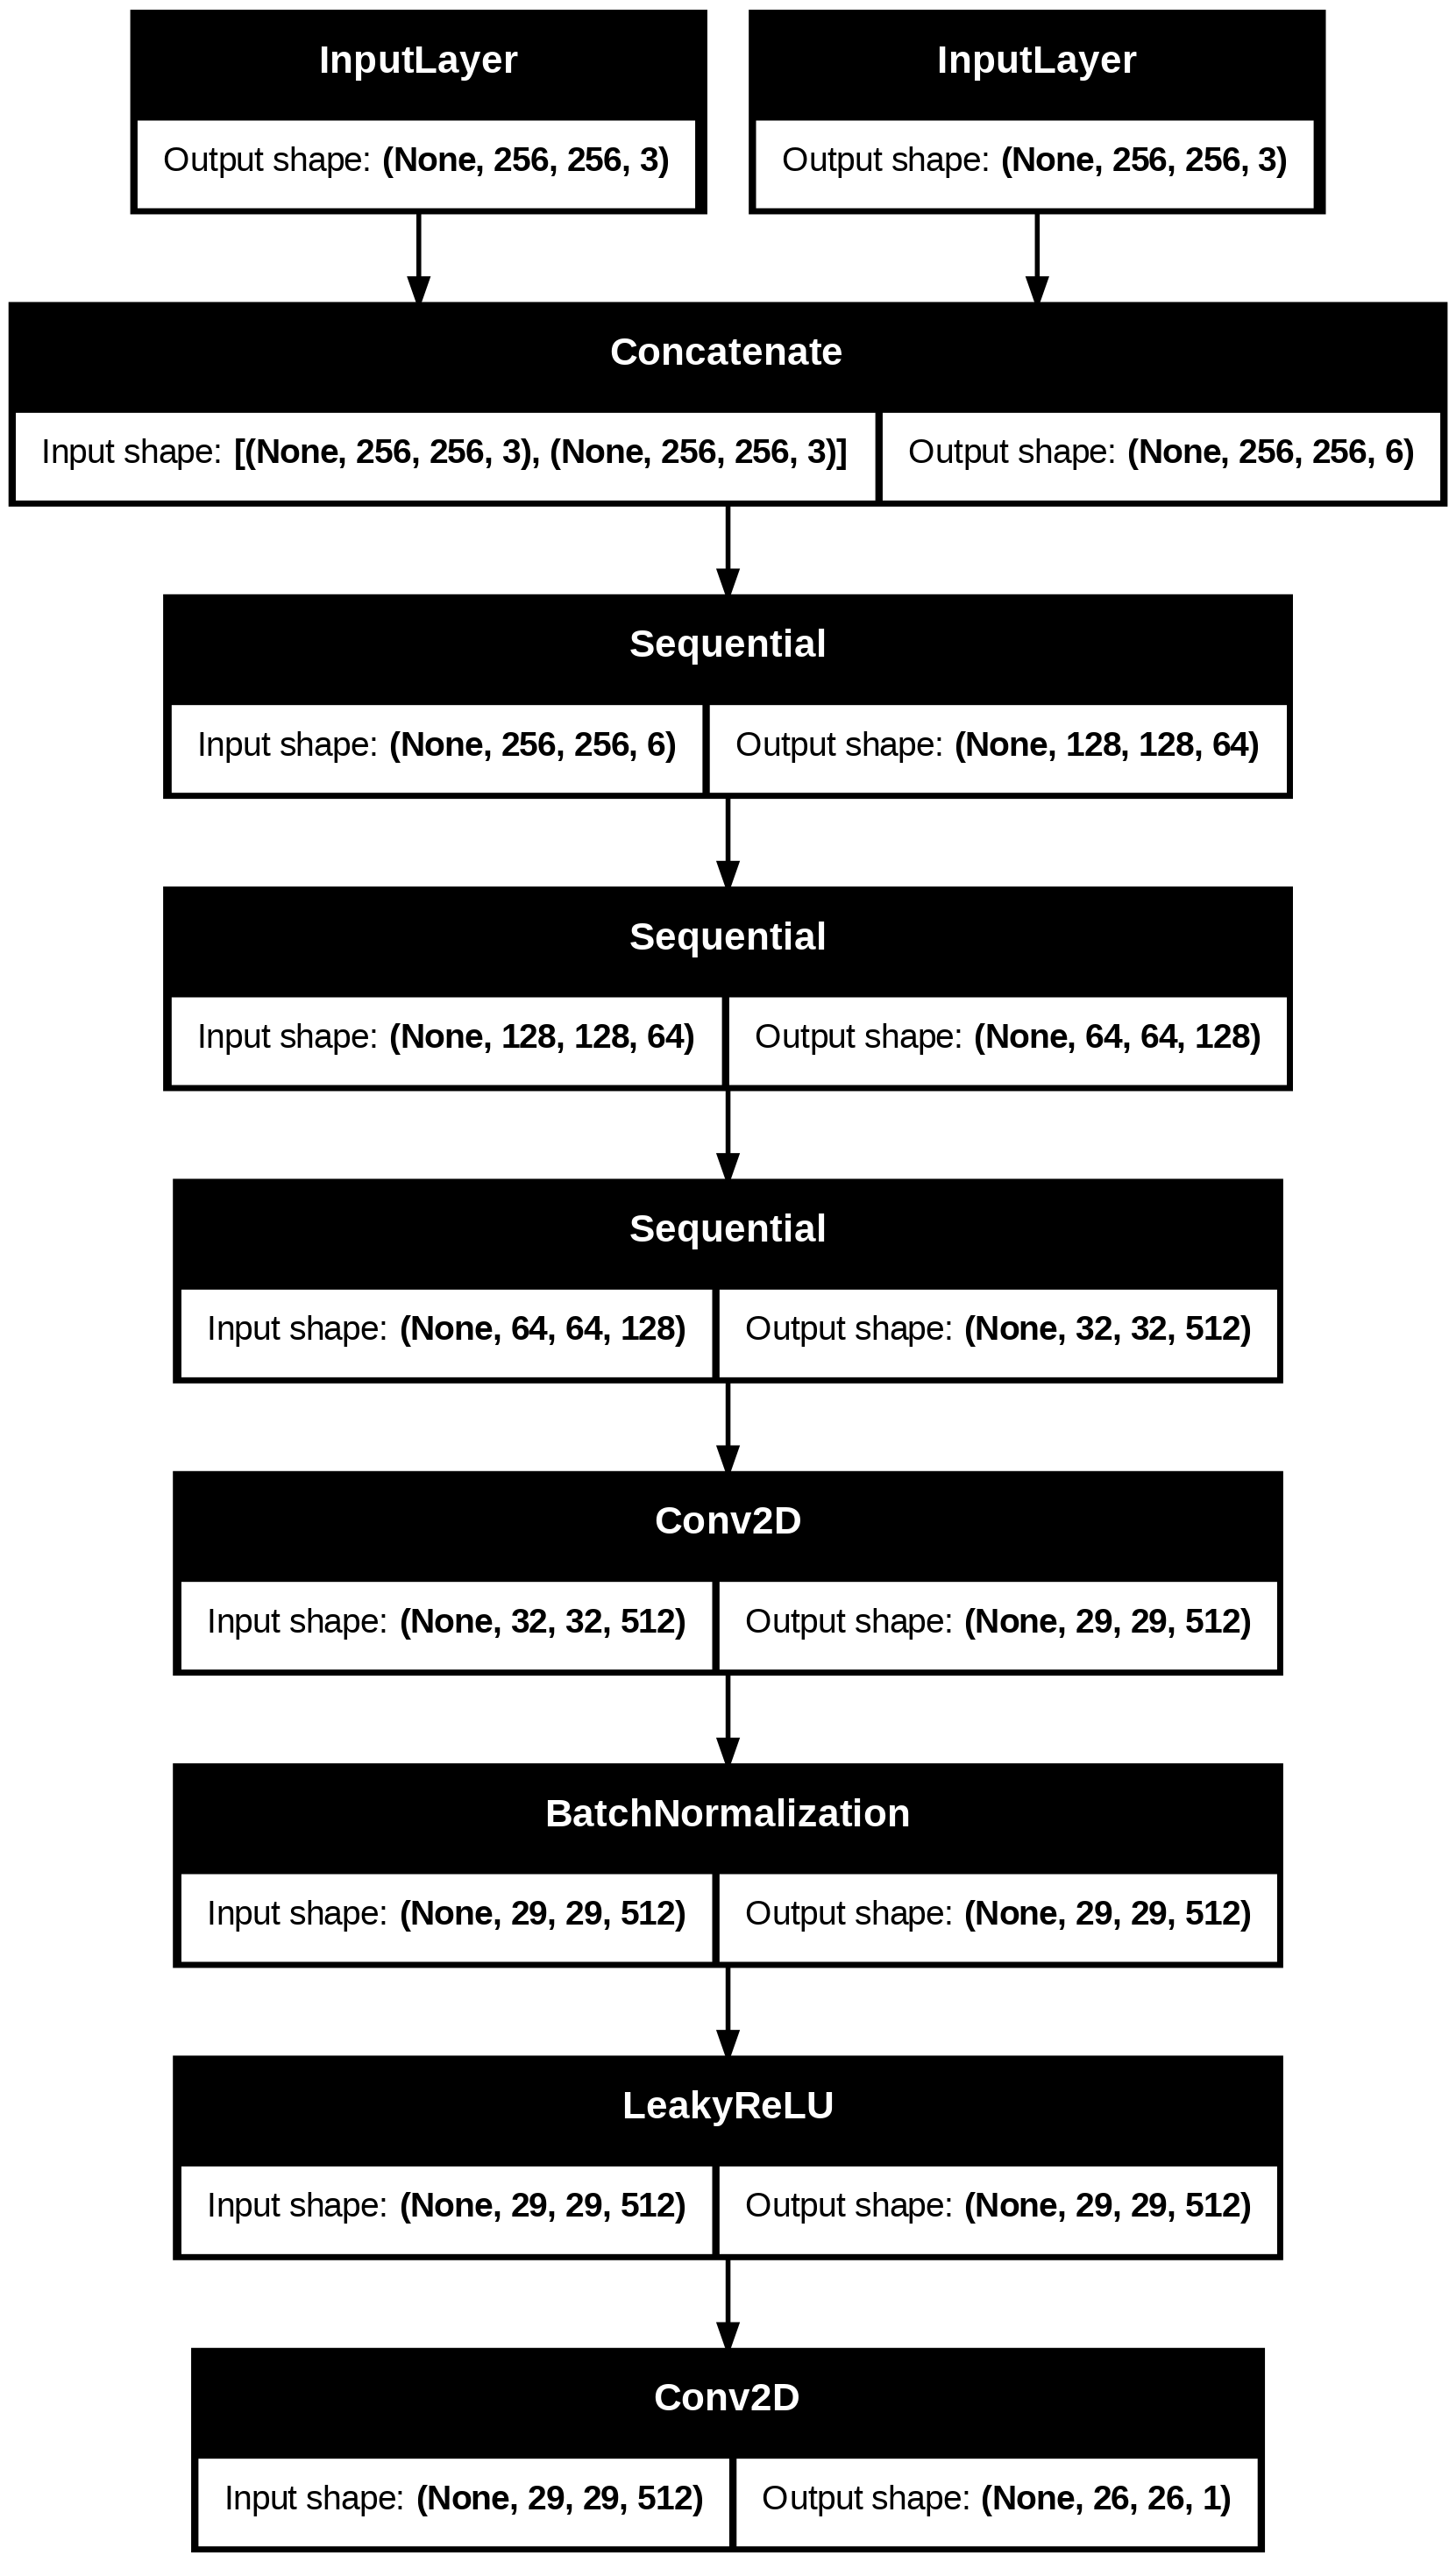 InputLayer
Output shape: (None, 256, 256, 3)
InputLayer
Output shape: (None, 256, 256, 3)
Concatenate
Input shape: [(None, 256, 256, 3), (None, 256, 256, 3)]
Output shape: (None, 256, 256, 6)
Sequential
Input shape: (None, 256, 256, 6)
Output shape: (None, 128, 128, 64)
Sequential
Input shape: (None, 128, 128, 64)
Output shape: (None, 64, 64, 128)
Sequential
Input shape: (None, 64, 64, 128)
Output shape: (None, 32, 32, 512)
Conv2D
Input shape: (None, 32, 32, 512)
Output shape: (None, 29, 29, 512)
BatchNormalization
Input shape: (None, 29, 29, 512)
Output shape: (None, 29, 29, 512)
LeakyReLU
Input shape: (None, 29, 29, 512)
Output shape: (None, 29, 29, 512)
Conv2D
Input shape: (None, 29, 29, 512)
Output shape: (None, 26, 26, 1)